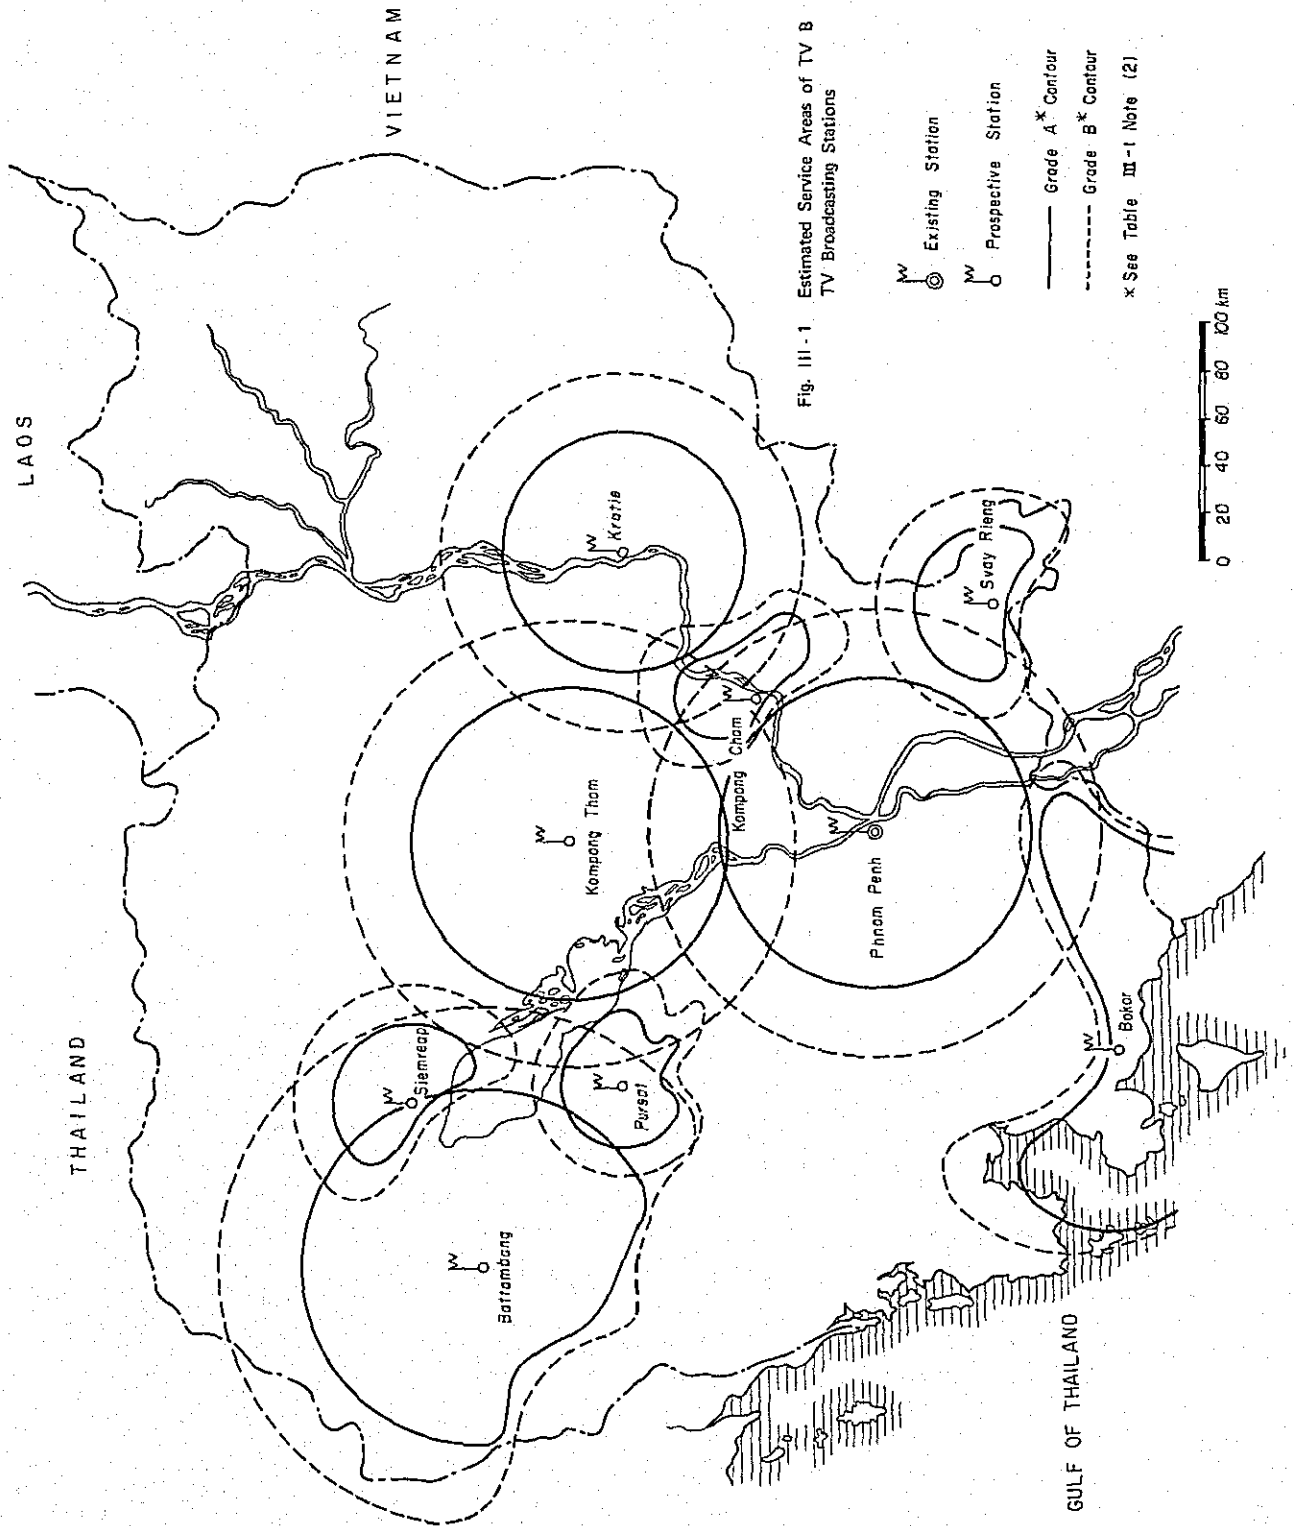 LAOS
THAILAND
VIETNAM
Kratie
Kompong Thom
Siemreap
Battambang
Pursat
Kompong Cham
Svay Rieng
Phnom Penh
Bokor
GULF OF THAILAND
Fig. III-1 Estimated Service Areas of TV B
TV Broadcasting Stations
Existing Station
Prospective Station
Grade A* Contour
Grade B* Contour
* See Table III-1 Note (2)
0 20 40 60 80 100 km